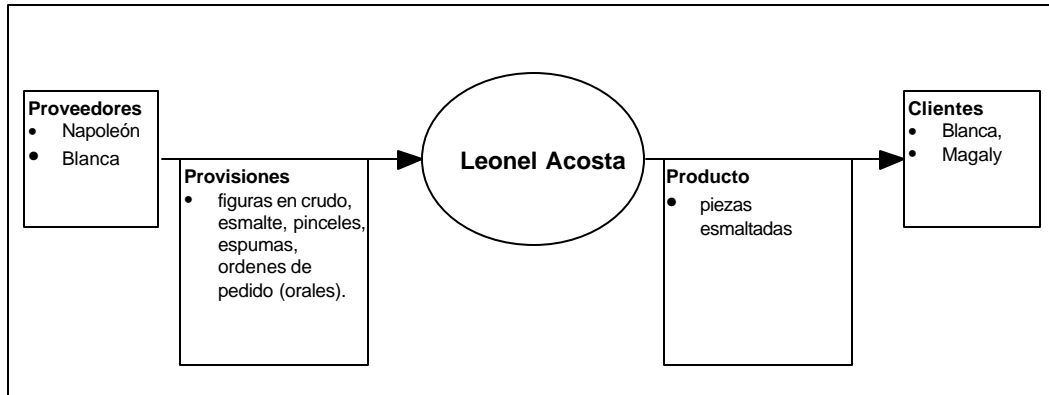 Proveedores
• Napoleón
• Blanca
Provisiones
• figuras en crudo,
esmalte, pinceles,
espumas,
ordenes de
pedido (orales).
Leonel Acosta
Producto
• piezas
esmaltadas
Clientes
• Blanca,
• Magaly